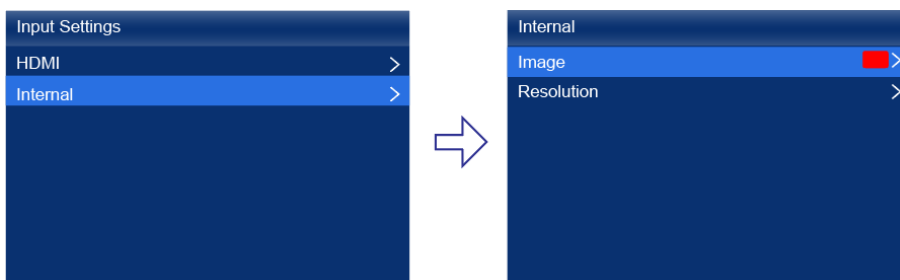 Input Settings
HDMI
Internal
Internal
Image
Resolution